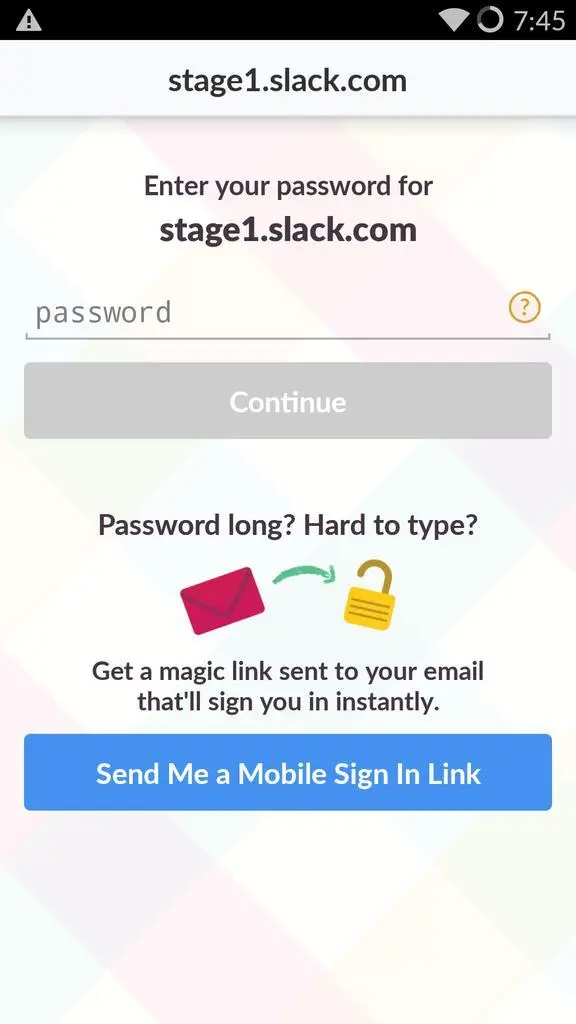 7:45
stage1.slack.com
Enter your password for
stage1.slack.com
password
?
Continue
Password long? Hard to type?
Get a magic link sent to your email
that'll sign you in instantly.
Send Me a Mobile Sign In Link